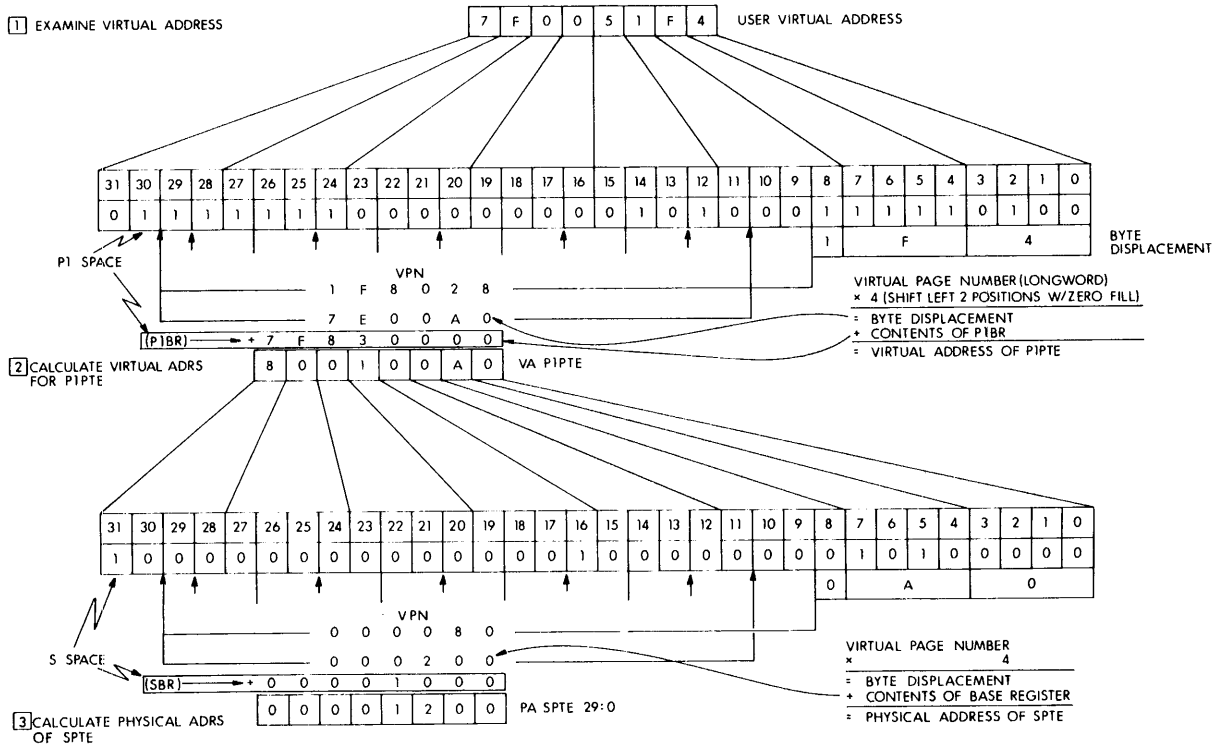 1 EXAMINE VIRTUAL ADDRESS
7 F 0 0 5 1 F 4
USER VIRTUAL ADDRESS
31 30 29 28 27 26 25 24 23 22 21 20 19 18 17 16 15 14 13 12 11 10 9 8 7 6 5 4 3 2 1 0
0 1 1 1 1 1 1 1 0 0 0 0 0 0 0 0 0 1 0 1 0 0 0 1 1 1 1 1 0 1 0 0
1 F 4
BYTE
DISPLACEMENT
P1 SPACE
VPN
1 F 8 0 2 8
7 E 0 0 A 0
(P1BR) + 7 F 8 3 0 0 0 0
VIRTUAL PAGE NUMBER (LONGWORD)
× 4 (SHIFT LEFT 2 POSITIONS W/ZERO FILL)
= BYTE DISPLACEMENT
+ CONTENTS OF P1BR
= VIRTUAL ADDRESS OF P1PTE
2 CALCULATE VIRTUAL ADRS
FOR P1PTE
8 0 0 1 0 0 A 0
VA P1PTE
31 30 29 28 27 26 25 24 23 22 21 20 19 18 17 16 15 14 13 12 11 10 9 8 7 6 5 4 3 2 1 0
1 0 0 0 0 0 0 0 0 0 0 0 0 0 0 1 0 0 0 0 0 0 0 0 1 0 1 0 0 0 0 0
0 A 0
S SPACE
VPN
0 0 0 0 8 0
0 0 0 2 0 0
(SBR) + 0 0 0 0 1 0 0 0
0 0 0 0 1 2 0 0
PA SPTE 29:0
VIRTUAL PAGE NUMBER
× 4
= BYTE DISPLACEMENT
+ CONTENTS OF BASE REGISTER
= PHYSICAL ADDRESS OF SPTE
3 CALCULATE PHYSICAL ADRS
OF SPTE